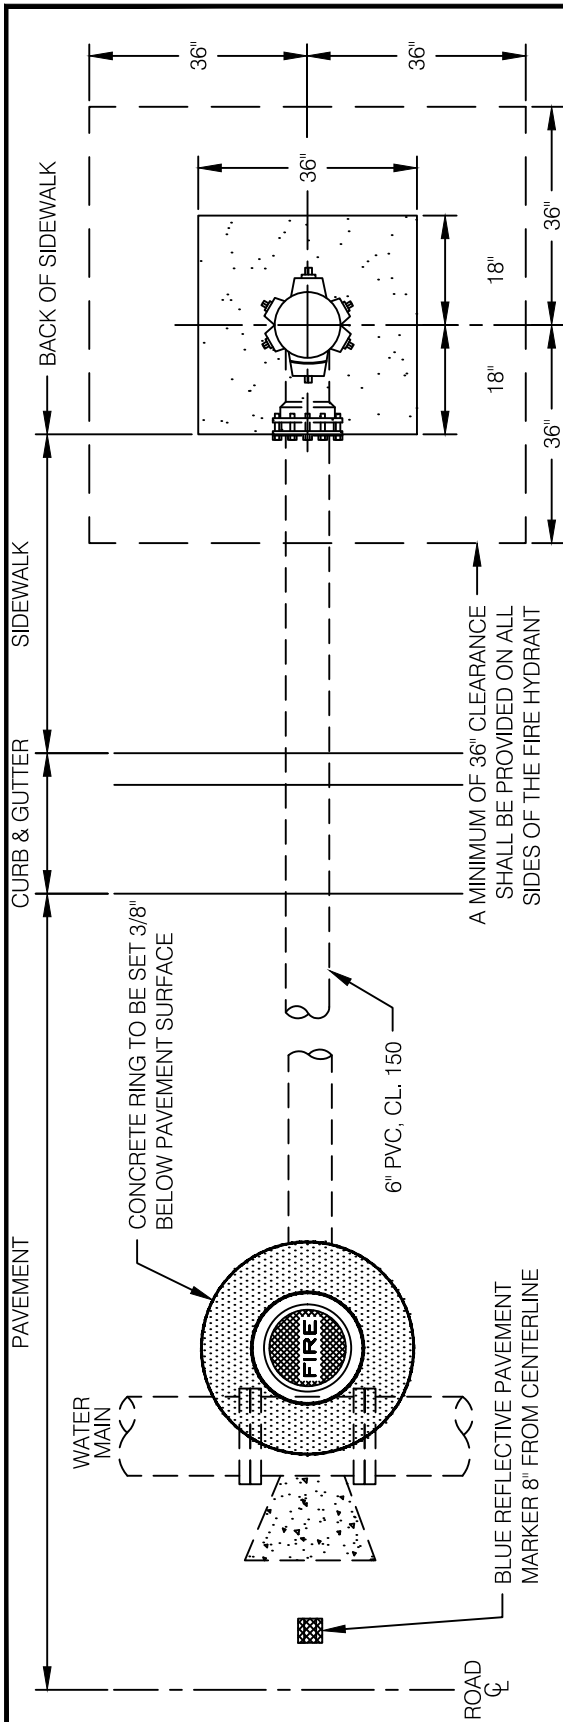 PAVEMENT
CURB & GUTTER
SIDEWALK
BACK OF SIDEWALK
WATER
MAIN
CONCRETE RING TO BE SET 3/8"
BELOW PAVEMENT SURFACE
36"
36"
36"
FIRE
18"
18"
36"
36"
6" PVC, CL. 150
A MINIMUM OF 36" CLEARANCE
SHALL BE PROVIDED ON ALL
SIDES OF THE FIRE HYDRANT
ROAD
CL
BLUE REFLECTIVE PAVEMENT
MARKER 8" FROM CENTERLINE